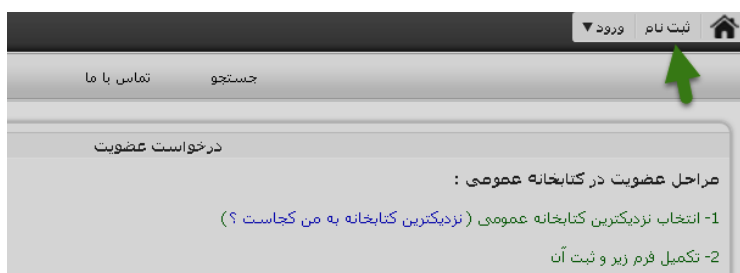 ثبت نام ورود ▼
جستجو تماس با ما
درخواست عضویت
مراحل عضویت در کتابخانه عمومی :
1- انتخاب نزدیکترین کتابخانه عمومی ( نزدیکترین کتابخانه به من کجاست ؟ )
2- تکمیل فرم زیر و ثبت آن